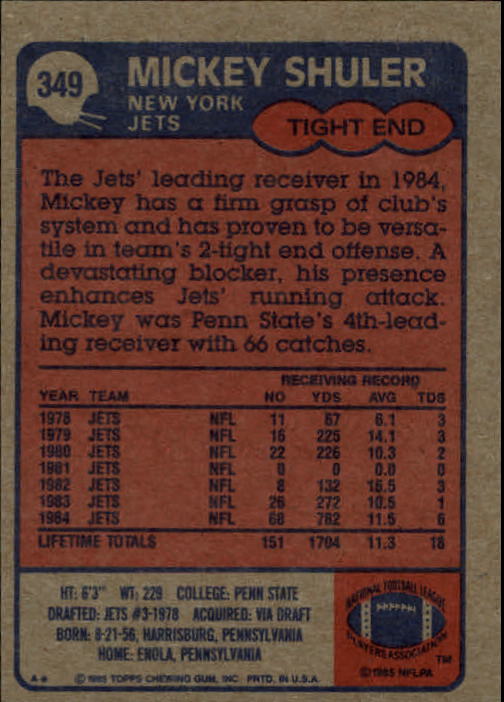 349
MICKEY SHULER
NEW YORK
JETS
TIGHT END
The Jets' leading receiver in 1984,
Mickey has a firm grasp of club's
system and has proven to be versa-
tile in team's 2-tight end offense. A
devastating blocker, his presence
enhances Jets' running attack.
Mickey was Penn State's 4th-lead-
ing receiver with 66 catches.
RECEIVING RECORD
YEAR TEAM NO YDS AVG TDS
1978 JETS NFL 11 67 6.1 3
1979 JETS NFL 16 225 14.1 3
1980 JETS NFL 22 226 10.3 2
1981 JETS NFL 0 0 0.0 0
1982 JETS NFL 8 132 16.5 3
1983 JETS NFL 26 272 10.5 1
1984 JETS NFL 68 782 11.5 6
LIFETIME TOTALS 151 1704 11.3 18
HT: 6'3" WT: 229 COLLEGE: PENN STATE
DRAFTED: JETS #3-1978 ACQUIRED: VIA DRAFT
BORN: 8-21-56, HARRISBURG, PENNSYLVANIA
HOME: ENOLA, PENNSYLVANIA
© 1985 TOPPS CHEWING GUM, INC. PRTD. IN U.S.A.
NATIONAL FOOTBALL LEAGUE
PLAYERS ASSOCIATION
TM
© 1985 NFLPA